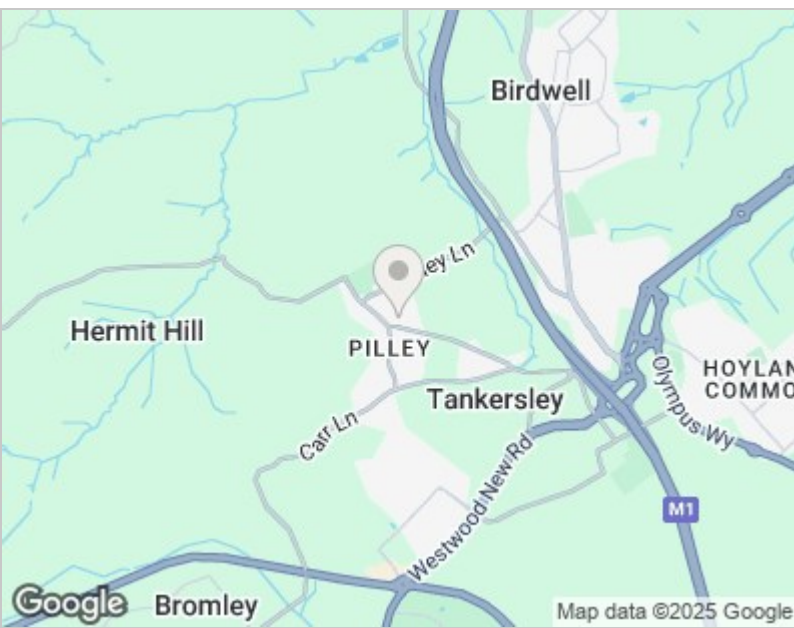 Birdwell
ley Ln
Hermit Hill
PILLEY
HOYLAN
COMMO
Tankersley
Olympus Wy
Carr Ln
Westwood New Rd
M1
Google
Bromley
Map data ©2025 Google